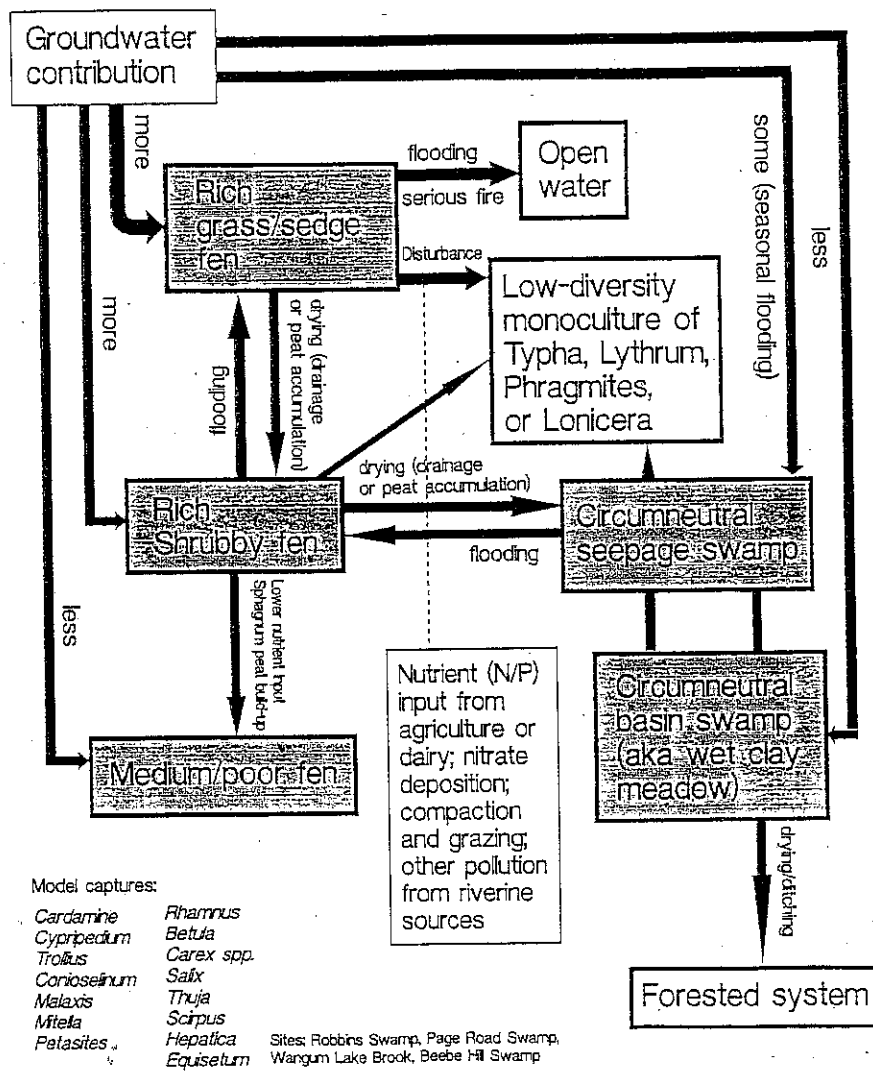 Groundwater
contribution
more
more
less
some (seasonal flooding)
less
Rich
grass/sedge
fen
flooding
serious fire
Open
water
Disturbance
Low-diversity
monoculture of
Typha, Lythrum,
Phragmites,
or Lonicera
flooding
drying (drainage
or peat accumulation)
Rich
Shrubby fen
drying (drainage
or peat accumulation)
flooding
Circumneutral
seepage swamp
Lower nutrient input
Sphagnum peat build-up
Medium/poor fen
Nutrient (N/P)
input from
agriculture or
dairy; nitrate
deposition;
compaction
and grazing;
other pollution
from riverine
sources
Circumneutral
basin swamp
(aka wet clay
meadow)
drying/ditching
Forested system
Model captures:
Cardamine
Cypripedium
Trollius
Conioselinum
Malaxis
Mitella
Petasites
Rhamnus
Betula
Carex spp.
Salix
Thuja
Scirpus
Hepatica
Equisetum
Sites: Robbins Swamp, Page Road Swamp,
Wangum Lake Brook, Beebe Hill Swamp